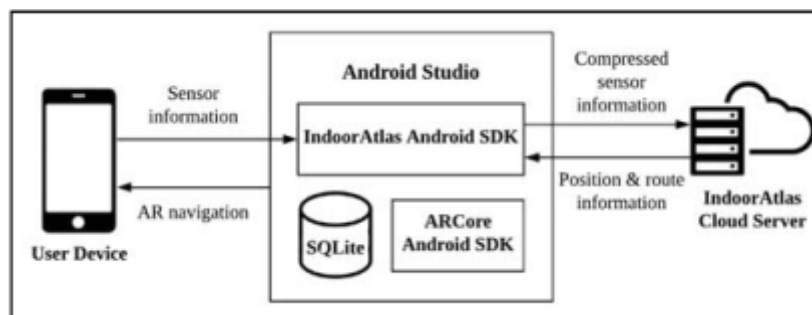 Android Studio
Sensor
information
IndoorAtlas Android SDK
AR navigation
User Device
SQLite
ARCore
Android SDK
Compressed
sensor
information
Position & route
information
IndoorAtlas
Cloud Server